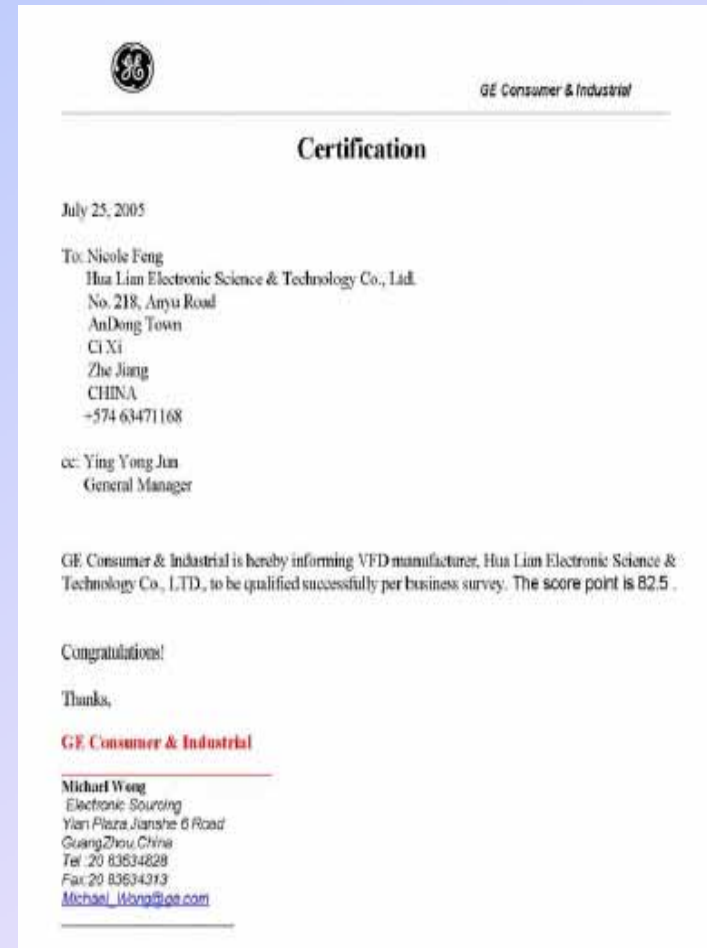 GE
GE Consumer & Industrial
Certification
July 25, 2005
To: Nicole Feng
Hua Lian Electronic Science & Technology Co., Ltd.
No. 218, Anyu Road
AnDong Town
Ci Xi
Zhe Jiang
CHINA
+574 63471168
cc: Ying Yong Jun
General Manager
GE Consumer & Industrial is hereby informing VFD manufacturer, Hua Lian Electronic Science &
Technology Co., LTD., to be qualified successfully per business survey. The score point is 82.5 .
Congratulations!
Thanks,
GE Consumer & Industrial
Michael Wong
Electronic Sourcing
Yian Plaza,Jianshe 6 Road
GuangZhou,China
Tel :20 83634828
Fax:20 83634313
Michael_Wong@ge.com